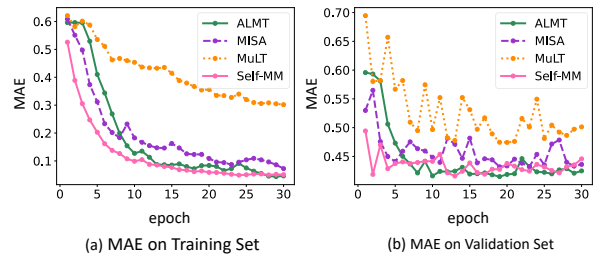 0.6
0.5
0.4
0.3
0.2
0.1
MAE
0 5 10 15 20 25 30
epoch
ALMT
MISA
MuLT
Self-MM
(a) MAE on Training Set
0.70
0.65
0.60
0.55
0.50
0.45
MAE
0 5 10 15 20 25 30
epoch
ALMT
MISA
MuLT
Self-MM
(b) MAE on Validation Set